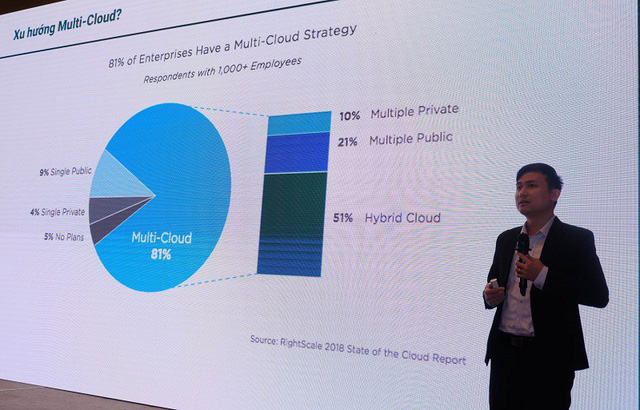 Xu hướng Multi-Cloud?
81% of Enterprises Have a Multi-Cloud Strategy
Respondents with 1,000+ Employees
10% Multiple Private
21% Multiple Public
9% Single Public
4% Single Private
51% Hybrid Cloud
5% No Plans
Multi-Cloud
81%
Source: RightScale 2018 State of the Cloud Report